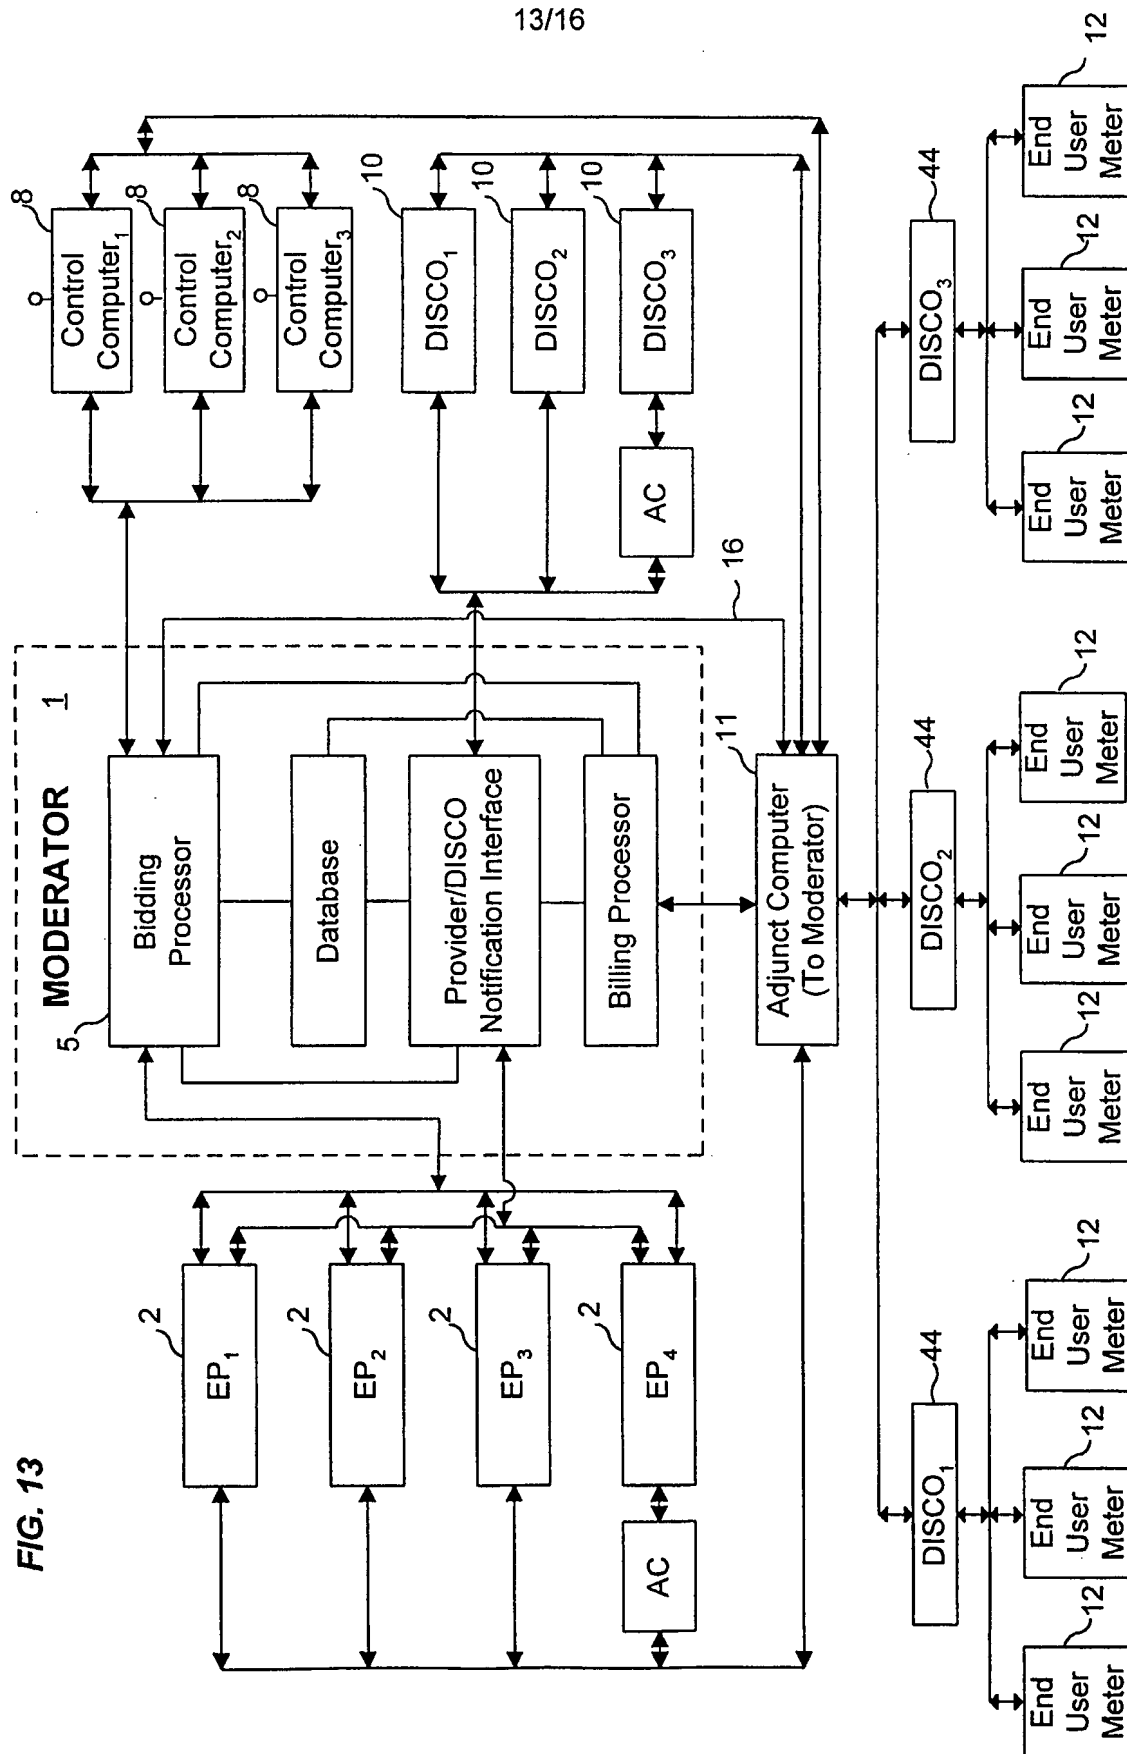 13/16
FIG. 13
MODERATOR
1
5
Bidding
Processor
Database
Provider/DISCO
Notification Interface
Billing Processor
2
EP1
2
EP2
2
EP3
2
EP4
AC
8
Control
Computer1
8
Control
Computer2
8
Control
Computer3
10
DISCO1
10
DISCO2
10
DISCO3
AC
16
11
Adjunct Computer
(To Moderator)
44
DISCO1
44
DISCO2
44
DISCO3
12
End
User
Meter
12
End
User
Meter
12
End
User
Meter
12
End
User
Meter
12
End
User
Meter
12
End
User
Meter
12
End
User
Meter
12
End
User
Meter
12
End
User
Meter